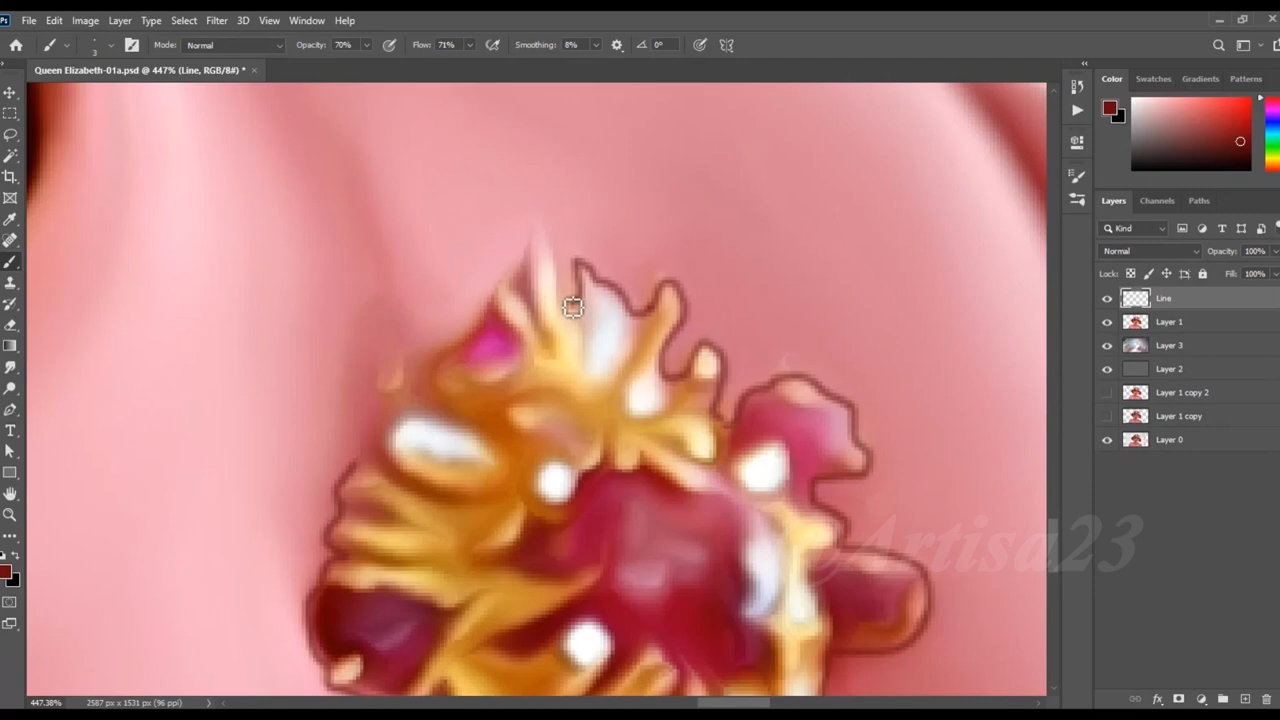 Ps File Edit Image Layer Type Select Filter 3D View Window Help
3 Mode: Normal Opacity: 70% Flow: 71% Smoothing: 8% 0°
Queen Elizabeth-01a.psd @ 447% (Line, RGB/8#) * ×
Color Swatches Gradients Patterns
Layers Channels Paths
Kind
Normal Opacity: 100%
Lock: Fill: 100%
Line
Layer 1
Layer 3
Layer 2
Layer 1 copy 2
Layer 1 copy
Layer 0
@Artisa23
447.38% 2587 px x 1531 px (96 ppi)